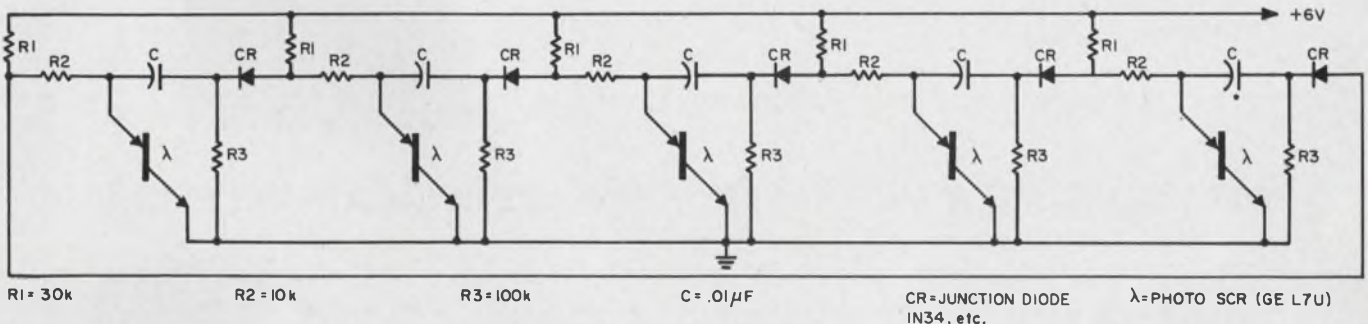 +6V
R1
R2
C
CR
R1
R2
C
CR
R1
R2
C
CR
R1
R2
C
CR
R1
R2
C
CR
λ
R3
λ
R3
λ
R3
λ
R3
λ
R3
R1=30k
R2=10k
R3=100k
C=.01μF
CR=JUNCTION DIODE
IN34, etc.
λ=PHOTO SCR (GE L7U)